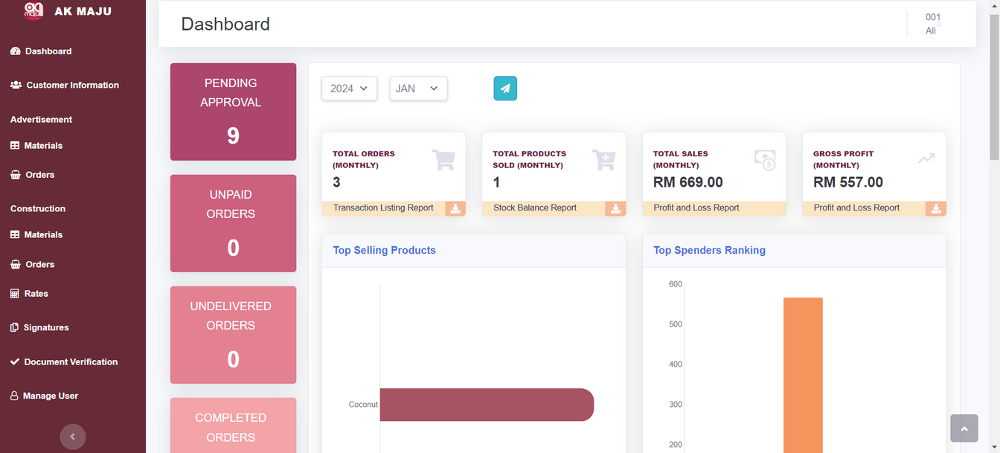 AK MAJU
Dashboard
Customer Information
Advertisement
Materials
Orders
Construction
Materials
Orders
Rates
Signatures
Document Verification
Manage User
Dashboard
001
Ali
PENDING
APPROVAL
9
UNPAID
ORDERS
0
UNDELIVERED
ORDERS
0
COMPLETED
ORDERS
2024
JAN
TOTAL ORDERS
(MONTHLY)
3
Transaction Listing Report
TOTAL PRODUCTS
SOLD (MONTHLY)
1
Stock Balance Report
TOTAL SALES
(MONTHLY)
RM 669.00
Profit and Loss Report
GROSS PROFIT
(MONTHLY)
RM 557.00
Profit and Loss Report
Top Selling Products
Coconut
Top Spenders Ranking
600
500
400
300
200